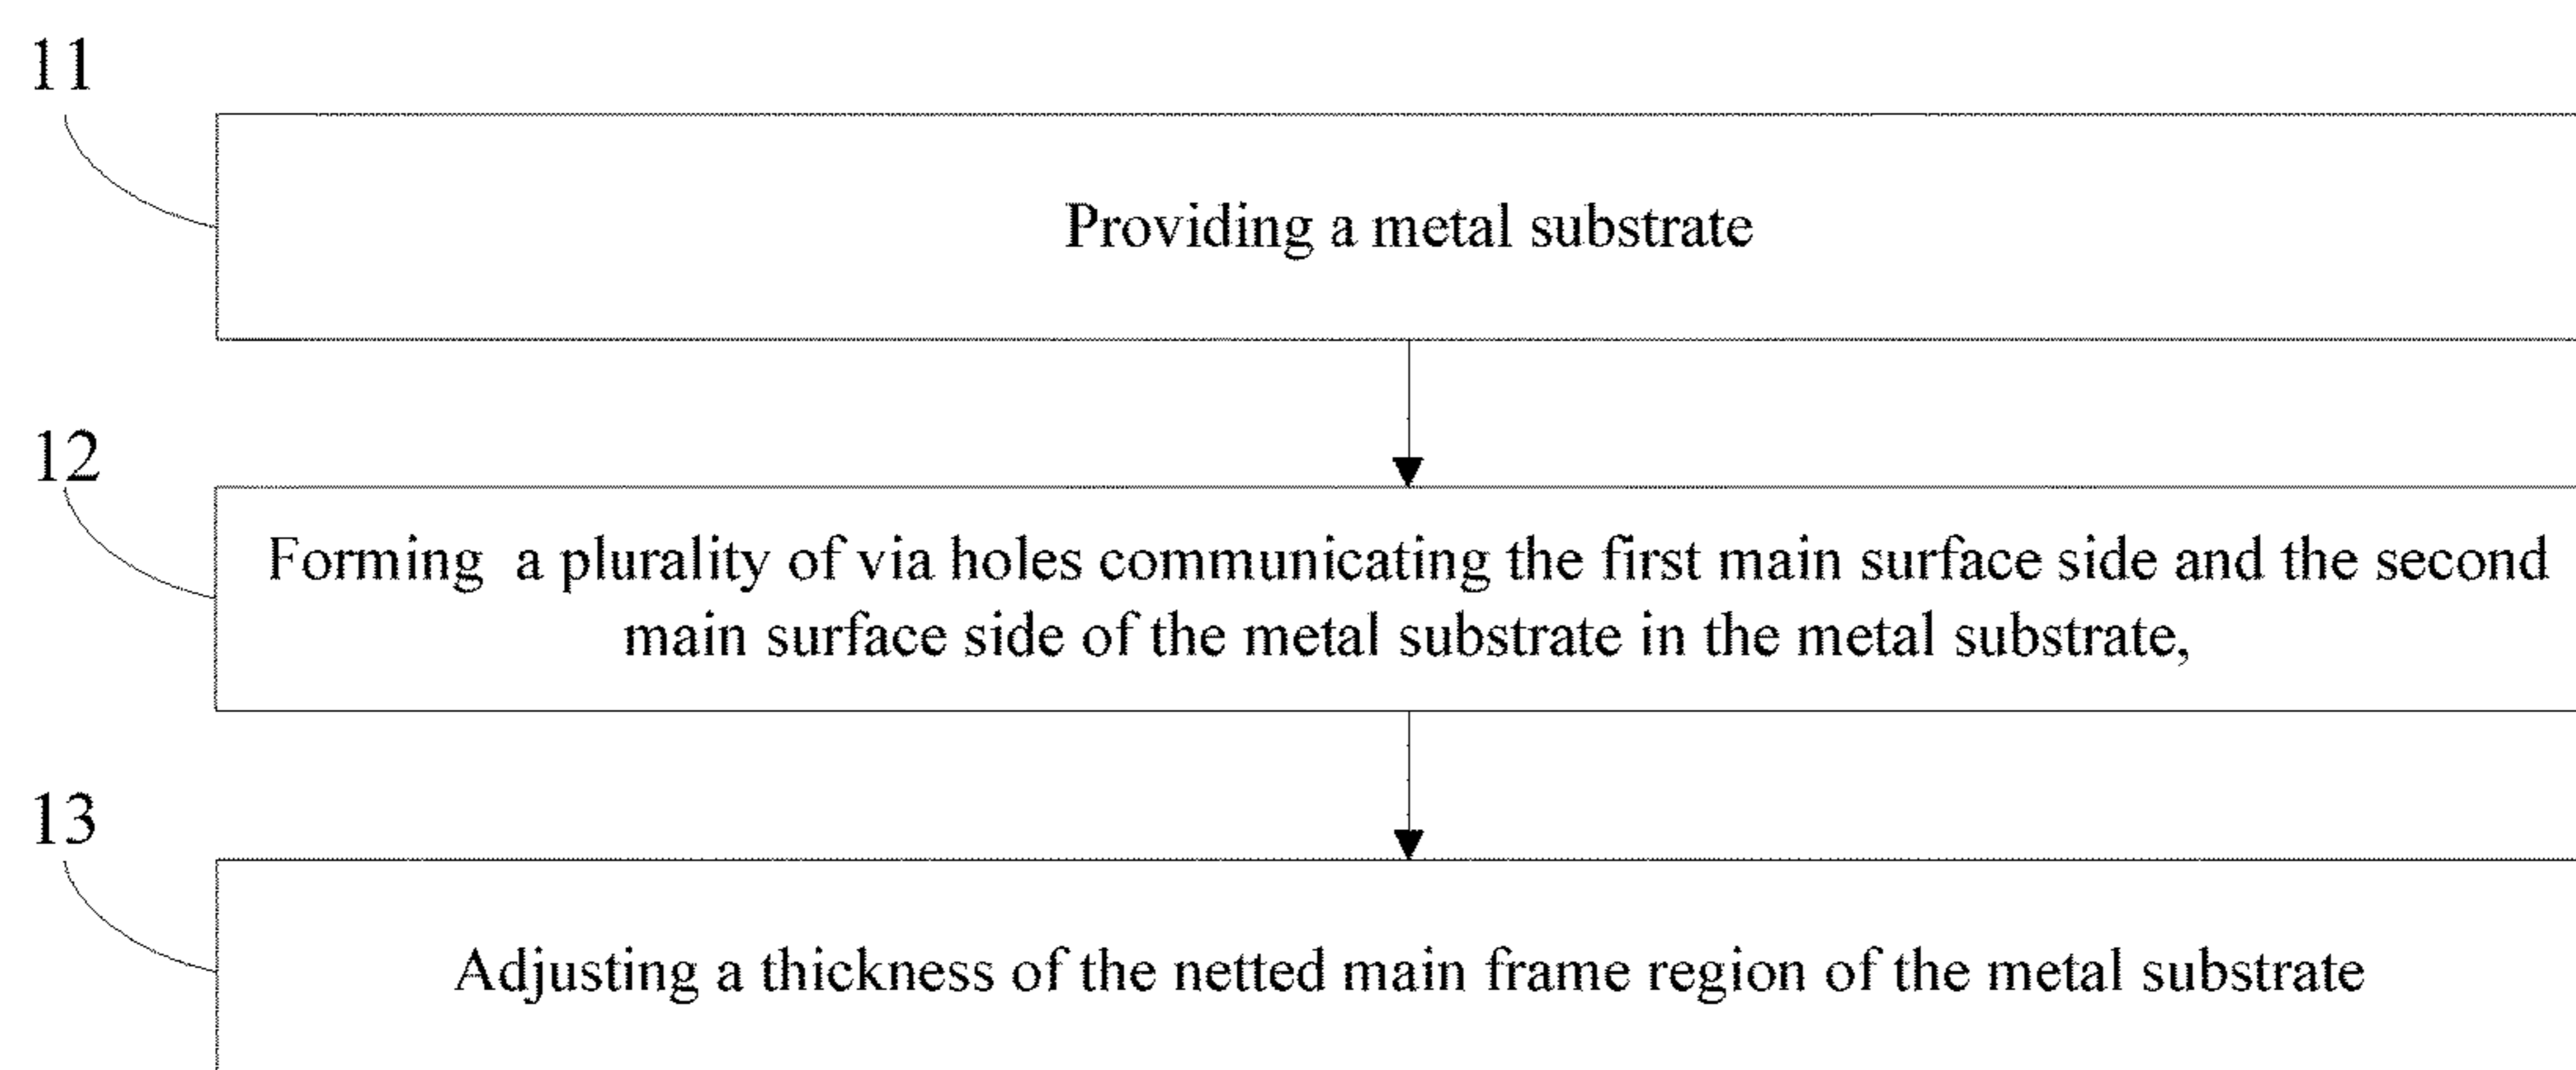 11
Providing a metal substrate
12
Forming a plurality of via holes communicating the first main surface side and the second
main surface side of the metal substrate in the metal substrate,
13
Adjusting a thickness of the netted main frame region of the metal substrate